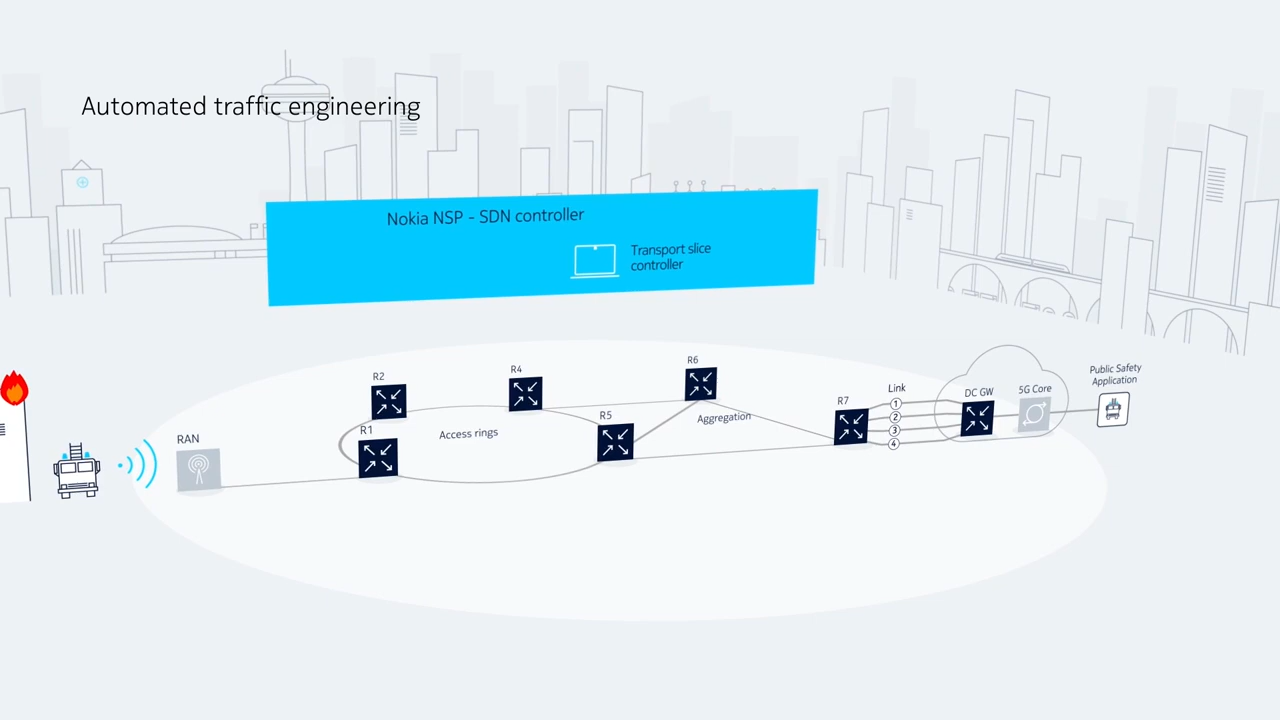 Automated traffic engineering
Nokia NSP - SDN controller
Transport slice
controller
R6
R2
R4
Public Safety
Application
Link
DC GW
5G Core
R7
1
2
3
4
R5
Aggregation
R1
Access rings
RAN